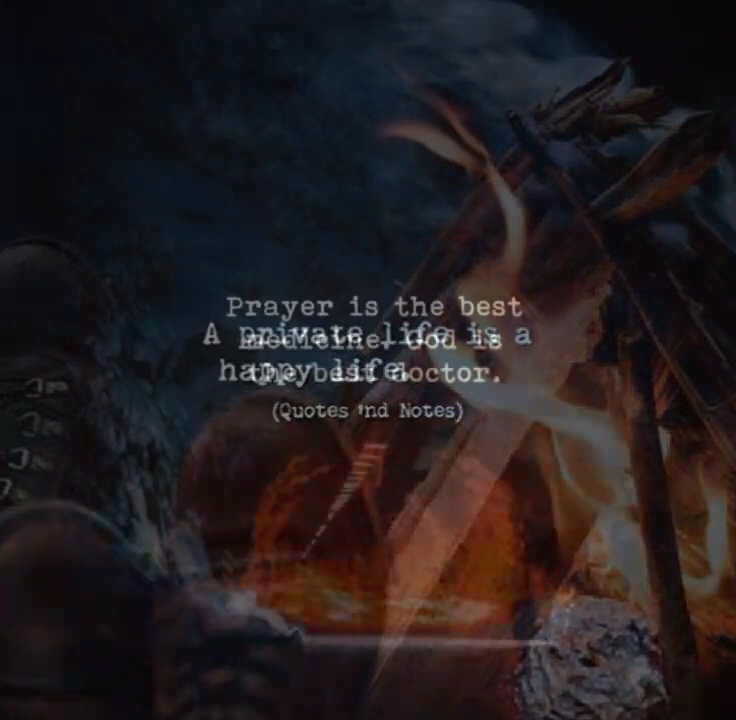 Prayer is the best
A private life is a
medicine. God is
happy life.
the best doctor.
(Quotes nd Notes)